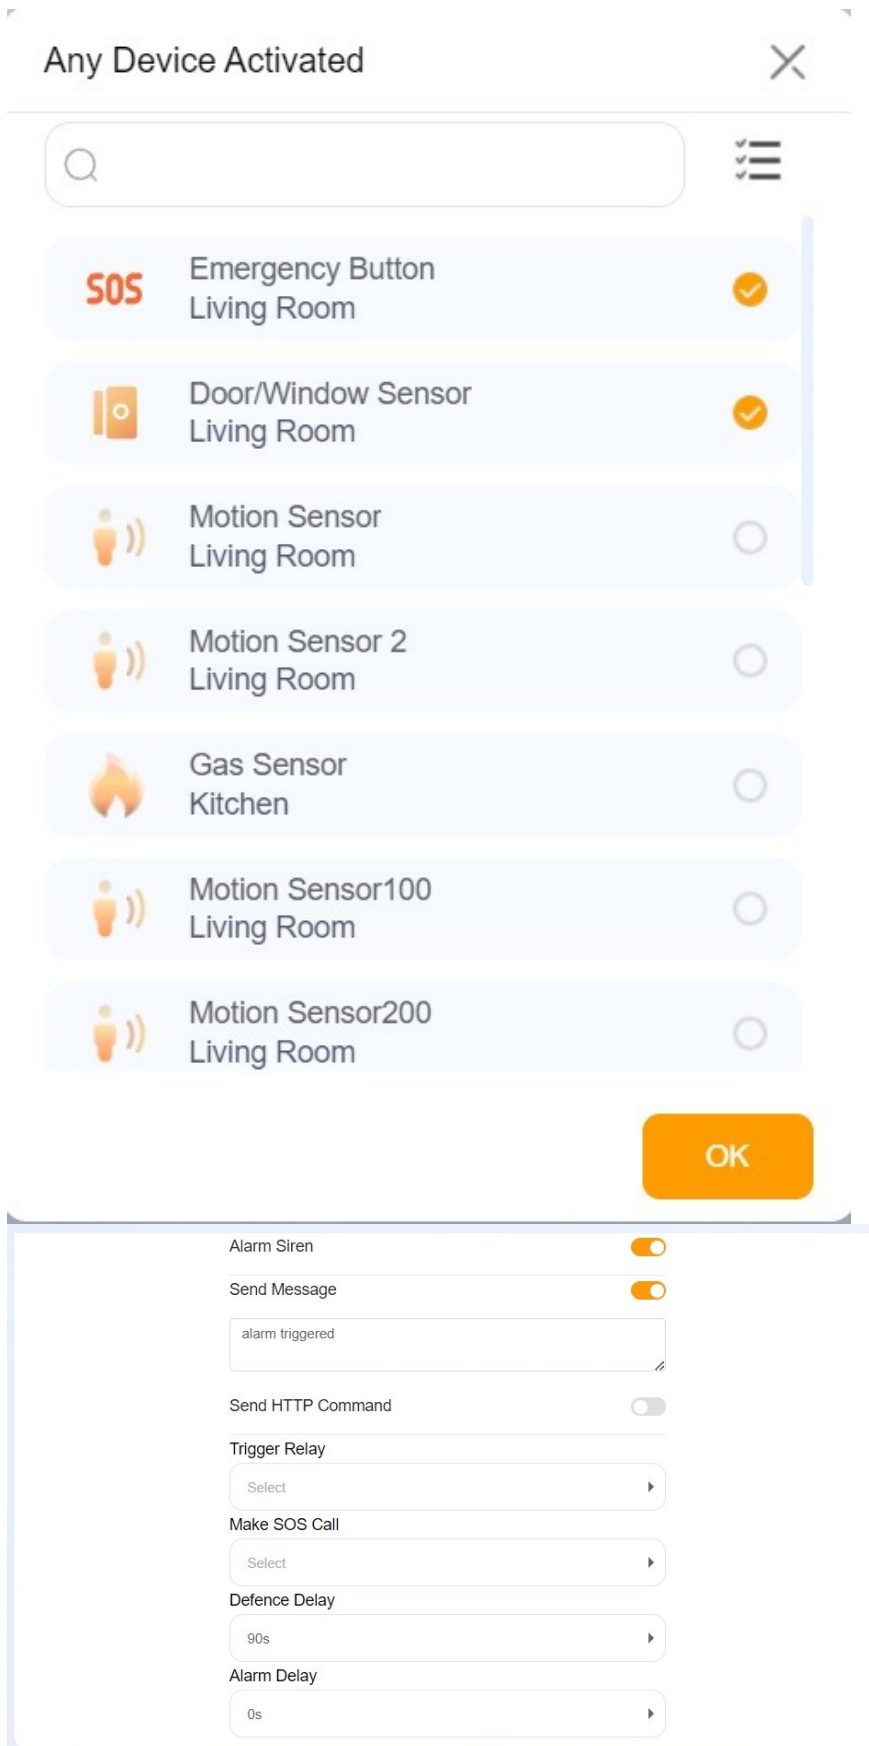 Any Device Activated
SOS
Emergency Button
Living Room
Door/Window Sensor
Living Room
Motion Sensor
Living Room
Motion Sensor 2
Living Room
Gas Sensor
Kitchen
Motion Sensor100
Living Room
Motion Sensor200
Living Room
OK
Alarm Siren
Send Message
alarm triggered
Send HTTP Command
Trigger Relay
Select
Make SOS Call
Select
Defence Delay
90s
Alarm Delay
0s